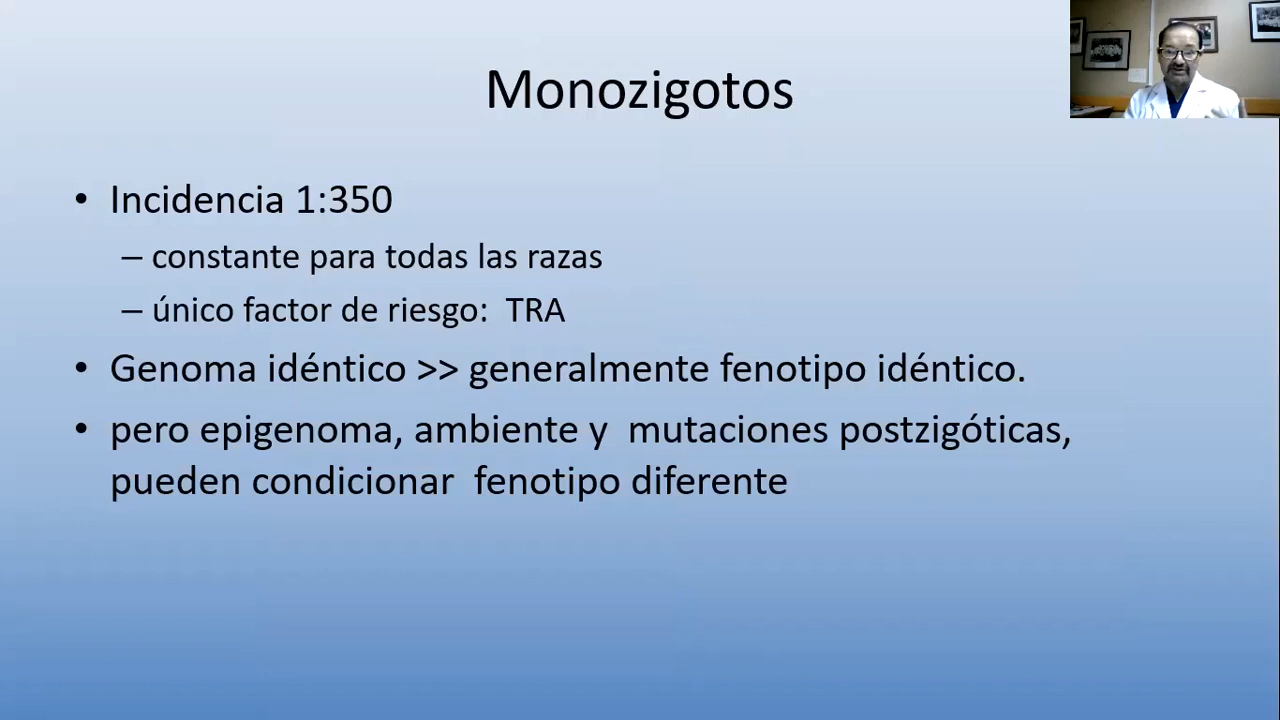 Monozigotos
• Incidencia 1:350
– constante para todas las razas
– único factor de riesgo: TRA
• Genoma idéntico >> generalmente fenotipo idéntico.
• pero epigenoma, ambiente y mutaciones postzigóticas,
pueden condicionar fenotipo diferente